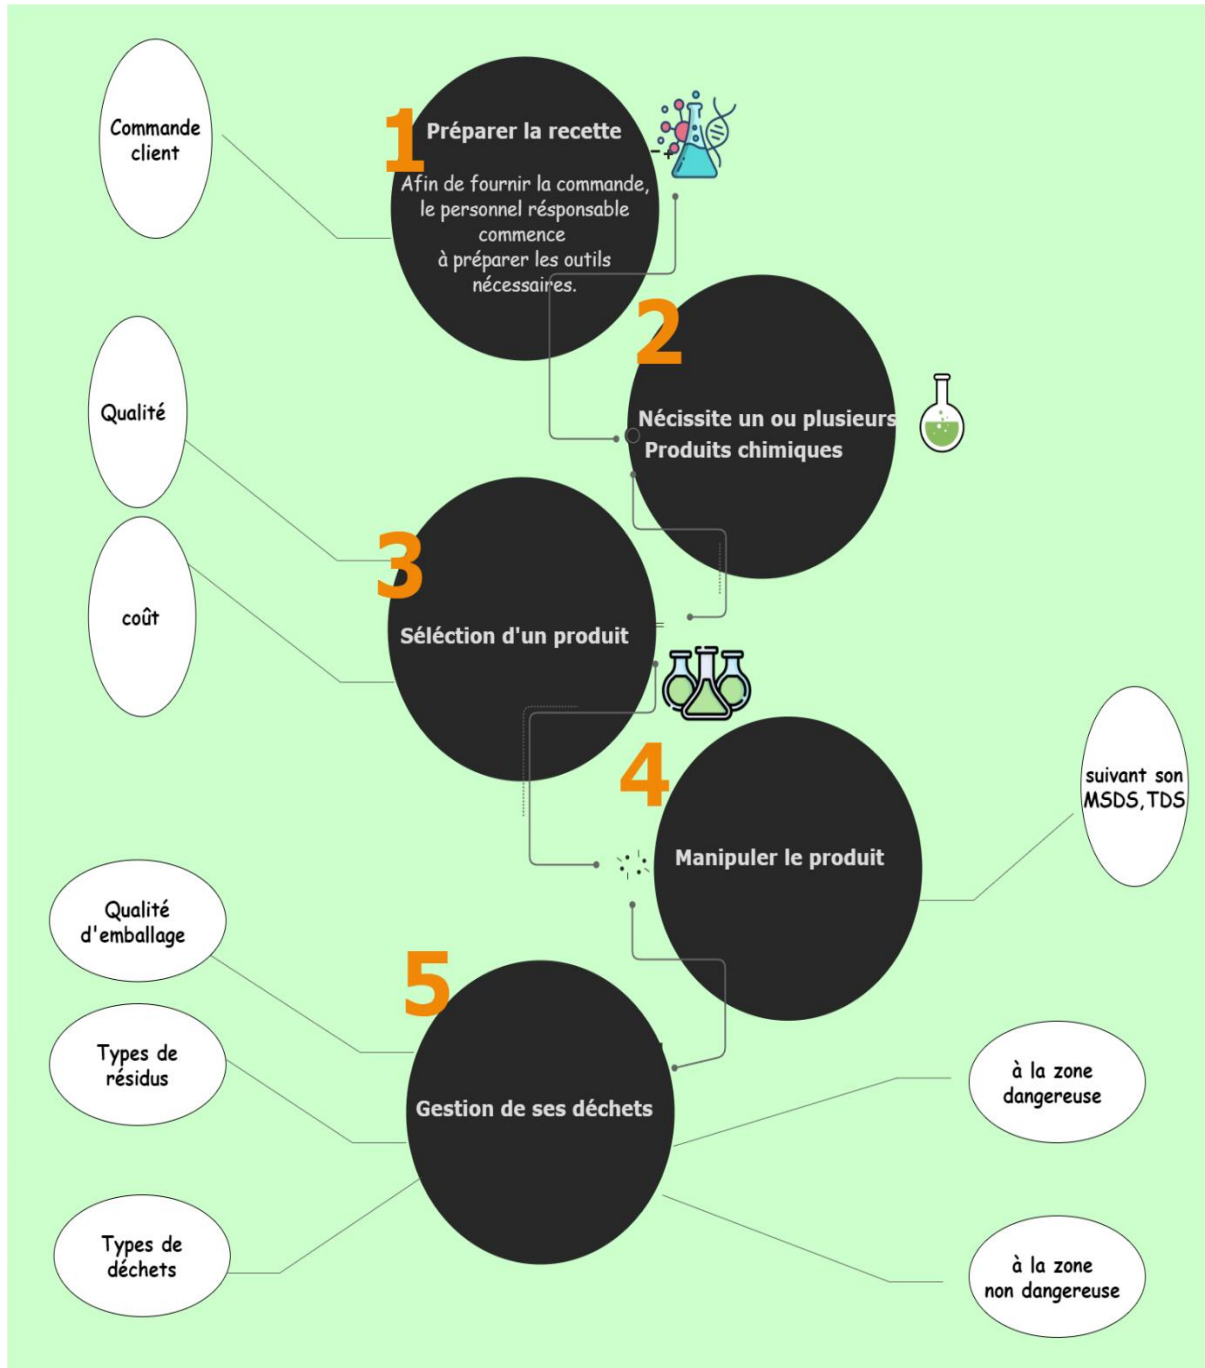 Commande
client
1
Préparer la recette
Afin de fournir la commande,
le personnel résponsable
commence
à préparer les outils
nécessaires.
2
Nécissite un ou plusieurs
Produits chimiques
Qualité
coût
3
Séléction d'un produit
4
Manipuler le produit
suivant son
MSDS,TDS
5
Gestion de ses déchets
Qualité
d'emballage
Types de
résidus
Types de
déchets
à la zone
dangereuse
à la zone
non dangereuse